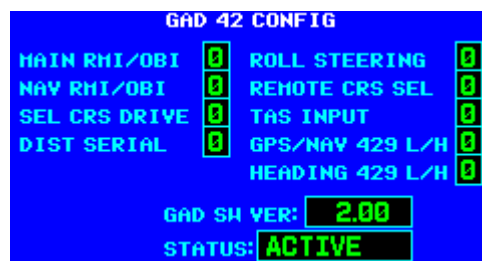 GAD 42 CONFIG
MAIN RMI/OBI 0 ROLL STEERING 0
NAV RMI/OBI 0 REMOTE CRS SEL 0
SEL CRS DRIVE 0 TAS INPUT 0
DIST SERIAL 0 GPS/NAV 429 L/H 0
HEADING 429 L/H 0
GAD SW VER: 2.00
STATUS: ACTIVE